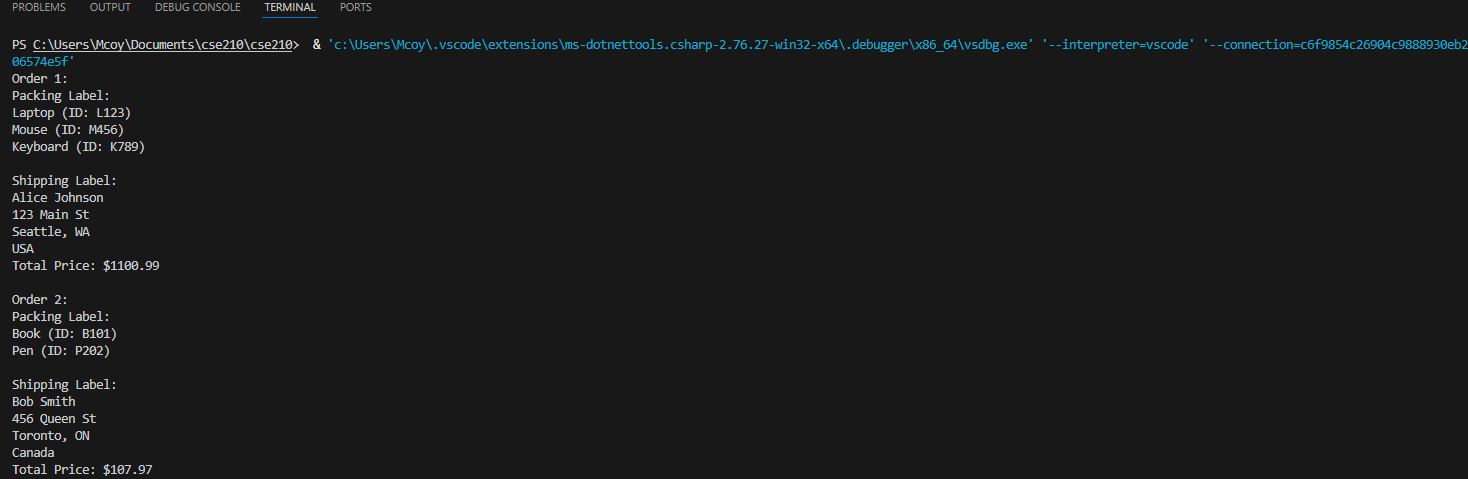 PROBLEMS OUTPUT DEBUG CONSOLE TERMINAL PORTS
PS C:\Users\Mcoy\Documents\cse210\cse210>  & 'c:\Users\Mcoy\.vscode\extensions\ms-dotnettools.csharp-2.76.27-win32-x64\.debugger\x86_64\vsdbg.exe' '--interpreter=vscode' '--connection=c6f9854c26904c9888930eb2
06574e5f'
Order 1:
Packing Label:
Laptop (ID: L123)
Mouse (ID: M456)
Keyboard (ID: K789)

Shipping Label:
Alice Johnson
123 Main St
Seattle, WA
USA
Total Price: $1100.99

Order 2:
Packing Label:
Book (ID: B101)
Pen (ID: P202)

Shipping Label:
Bob Smith
456 Queen St
Toronto, ON
Canada
Total Price: $107.97